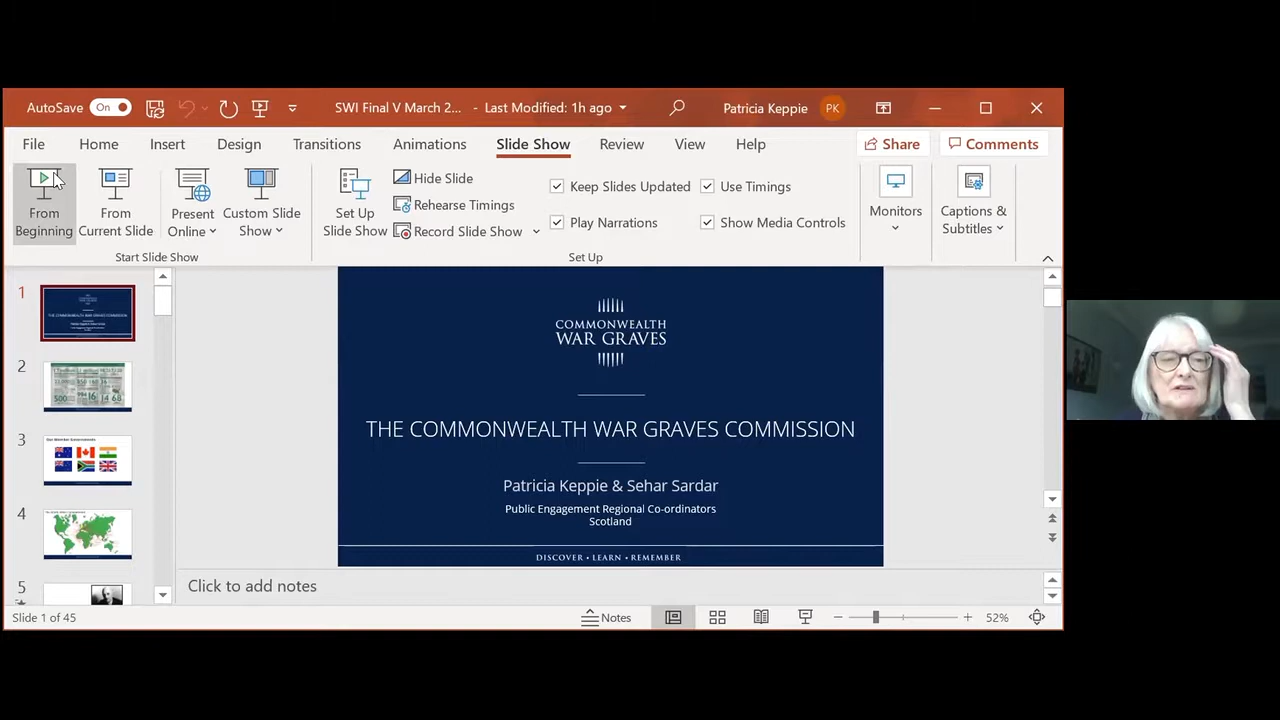 AutoSave On SWI Final V March 2... - Last Modified: 1h ago Patricia Keppie PK
File Home Insert Design Transitions Animations Slide Show Review View Help Share Comments
From Beginning
From Current Slide
Present Online
Custom Slide Show
Start Slide Show
Set Up Slide Show
Hide Slide
Rehearse Timings
Record Slide Show
Keep Slides Updated
Play Narrations
Use Timings
Show Media Controls
Set Up
Monitors
Captions & Subtitles
1
2
3
4
5
COMMONWEALTH
WAR GRAVES
THE COMMONWEALTH WAR GRAVES COMMISSION
Patricia Keppie & Sehar Sardar
Public Engagement Regional Co-ordinators
Scotland
DISCOVER • LEARN • REMEMBER
Click to add notes
Slide 1 of 45 Notes 52%